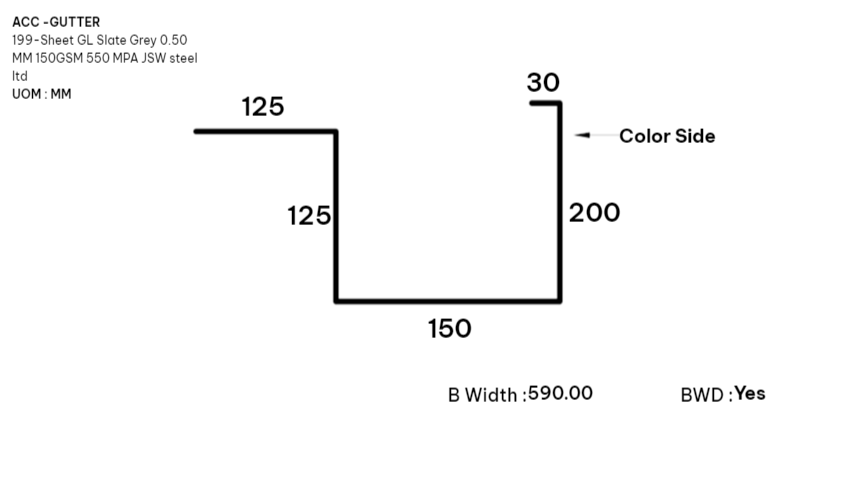 ACC -GUTTER
199-Sheet GL Slate Grey 0.50
MM 150GSM 550 MPA JSW steel
ltd
UOM : MM
30
125
Color Side
125
200
150
B Width :590.00
BWD :Yes